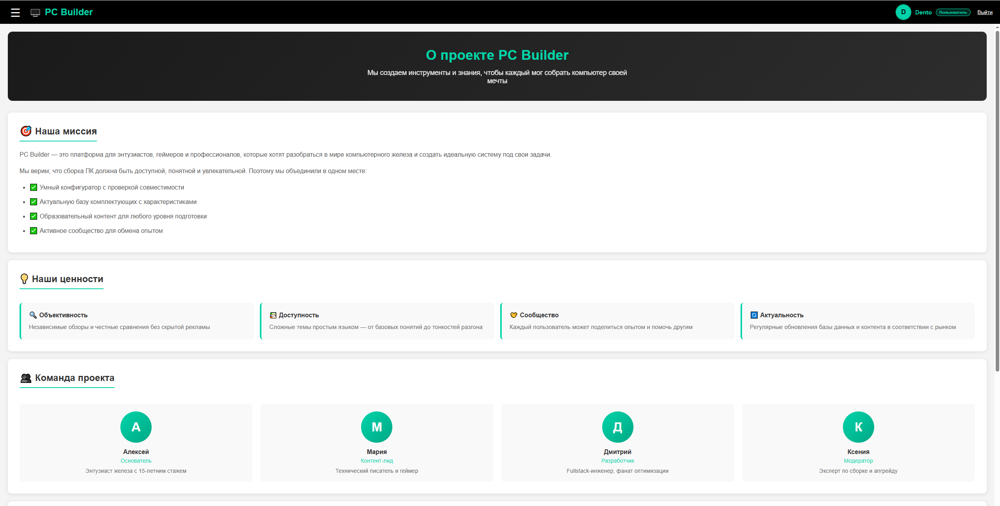 PC Builder
D Dento Пользователь Выйти
О проекте PC Builder
Мы создаем инструменты и знания, чтобы каждый мог собрать компьютер своей
мечты
Наша миссия
PC Builder — это платформа для энтузиастов, геймеров и профессионалов, которые хотят разобраться в мире компьютерного железа и создать идеальную систему под свои задачи.
Мы верим, что сборка ПК должна быть доступной, понятной и увлекательной. Поэтому мы объединили в одном месте:
• ✅ Умный конфигуратор с проверкой совместимости
• ✅ Актуальную базу комплектующих с характеристиками
• ✅ Образовательный контент для любого уровня подготовки
• ✅ Активное сообщество для обмена опытом
Наши ценности
Объективность
Независимые обзоры и честные сравнения без скрытой рекламы
Доступность
Сложные темы простым языком — от базовых понятий до тонкостей разгона
Сообщество
Каждый пользователь может поделиться опытом и помочь другим
Актуальность
Регулярные обновления базы данных и контента в соответствии с рынком
Команда проекта
А
Алексей
Основатель
Энтузиаст железа с 15-летним стажем
М
Мария
Контент-лид
Технический писатель и геймер
Д
Дмитрий
Разработчик
Fullstack-инженер, фанат оптимизации
К
Ксения
Модератор
Эксперт по сборке и апгрейду